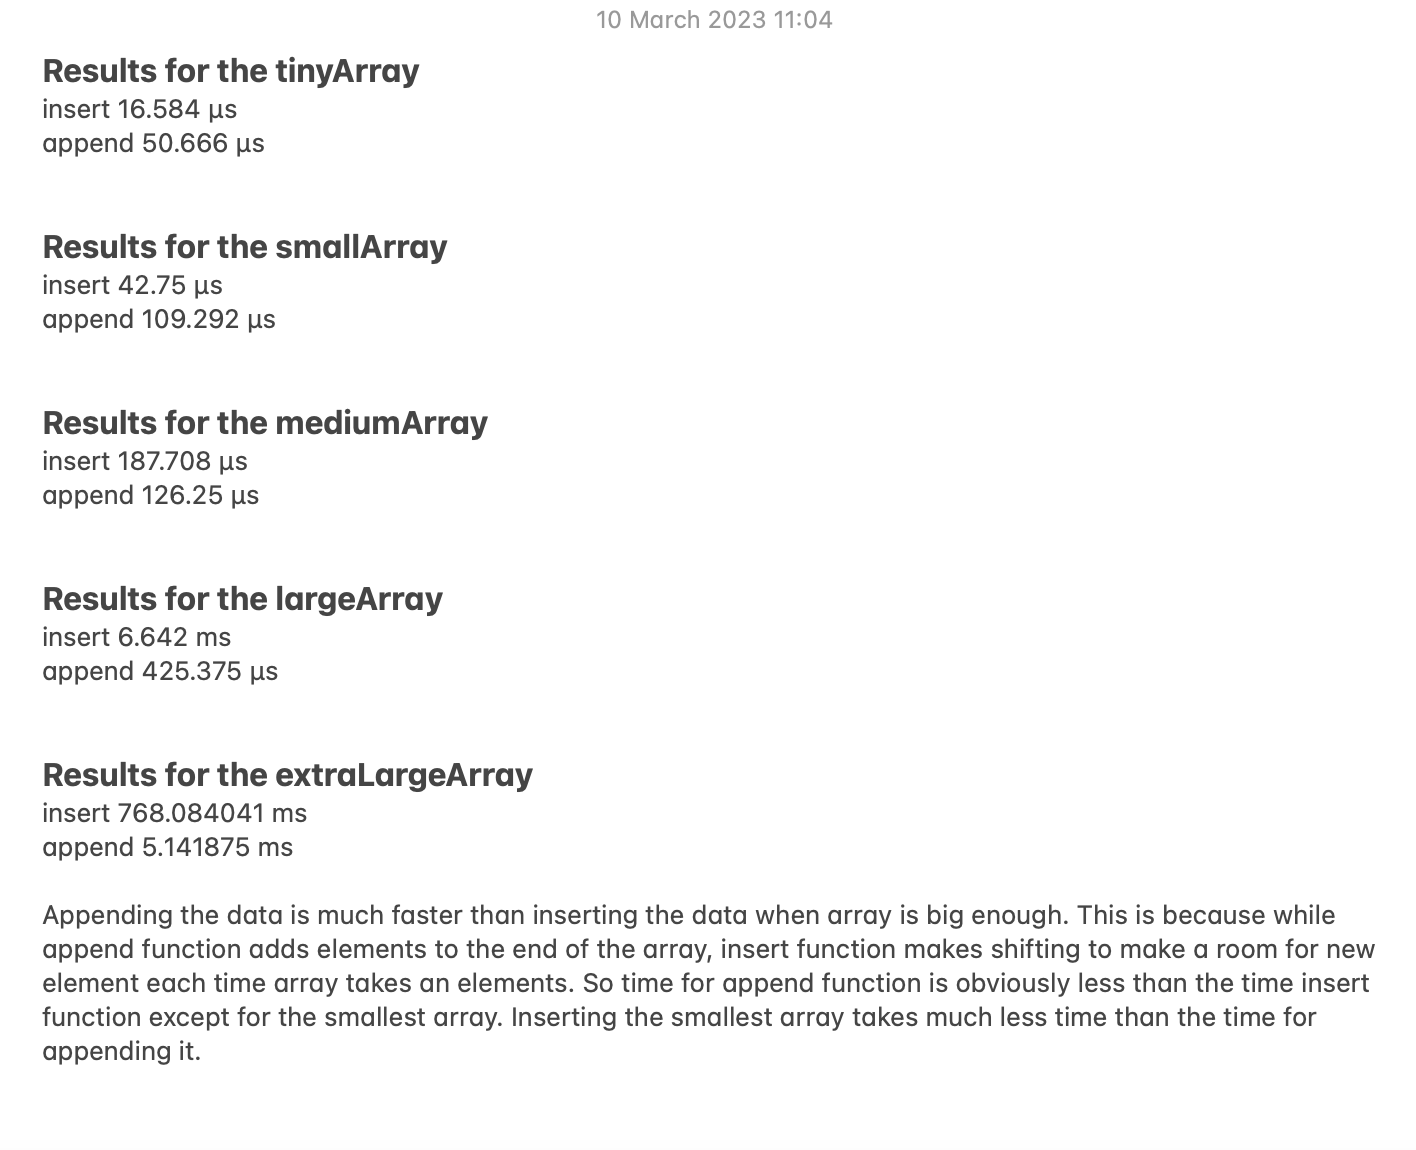 10 March 2023 11:04
Results for the tinyArray
insert 16.584 µs
append 50.666 µs
Results for the smallArray
insert 42.75 µs
append 109.292 µs
Results for the mediumArray
insert 187.708 µs
append 126.25 µs
Results for the largeArray
insert 6.642 ms
append 425.375 µs
Results for the extraLargeArray
insert 768.084041 ms
append 5.141875 ms
Appending the data is much faster than inserting the data when array is big enough. This is because while
append function adds elements to the end of the array, insert function makes shifting to make a room for new
element each time array takes an elements. So time for append function is obviously less than the time insert
function except for the smallest array. Inserting the smallest array takes much less time than the time for
appending it.